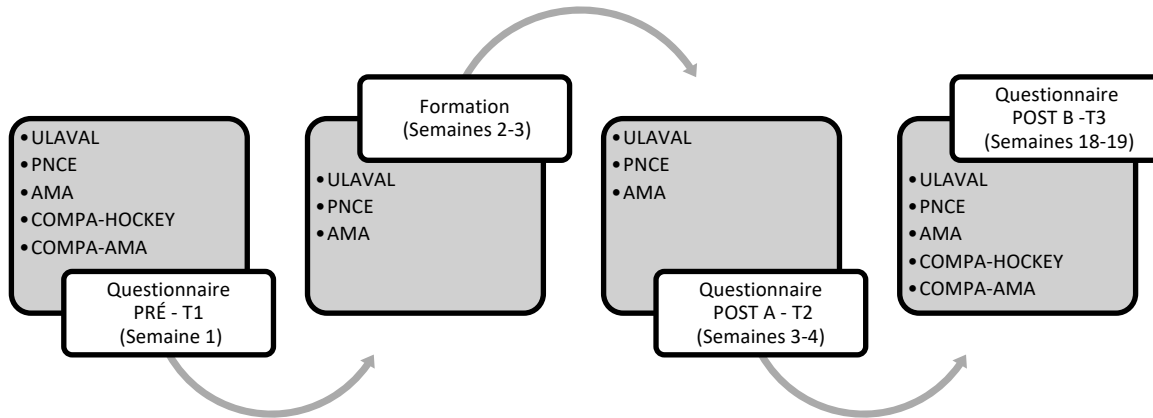 • ULAVAL
• PNCE
• AMA
• COMPA-HOCKEY
• COMPA-AMA
Questionnaire
PRÉ - T1
(Semaine 1)
Formation
(Semaines 2-3)
• ULAVAL
• PNCE
• AMA
• ULAVAL
• PNCE
• AMA
Questionnaire
POST A - T2
(Semaines 3-4)
Questionnaire
POST B -T3
(Semaines 18-19)
• ULAVAL
• PNCE
• AMA
• COMPA-HOCKEY
• COMPA-AMA